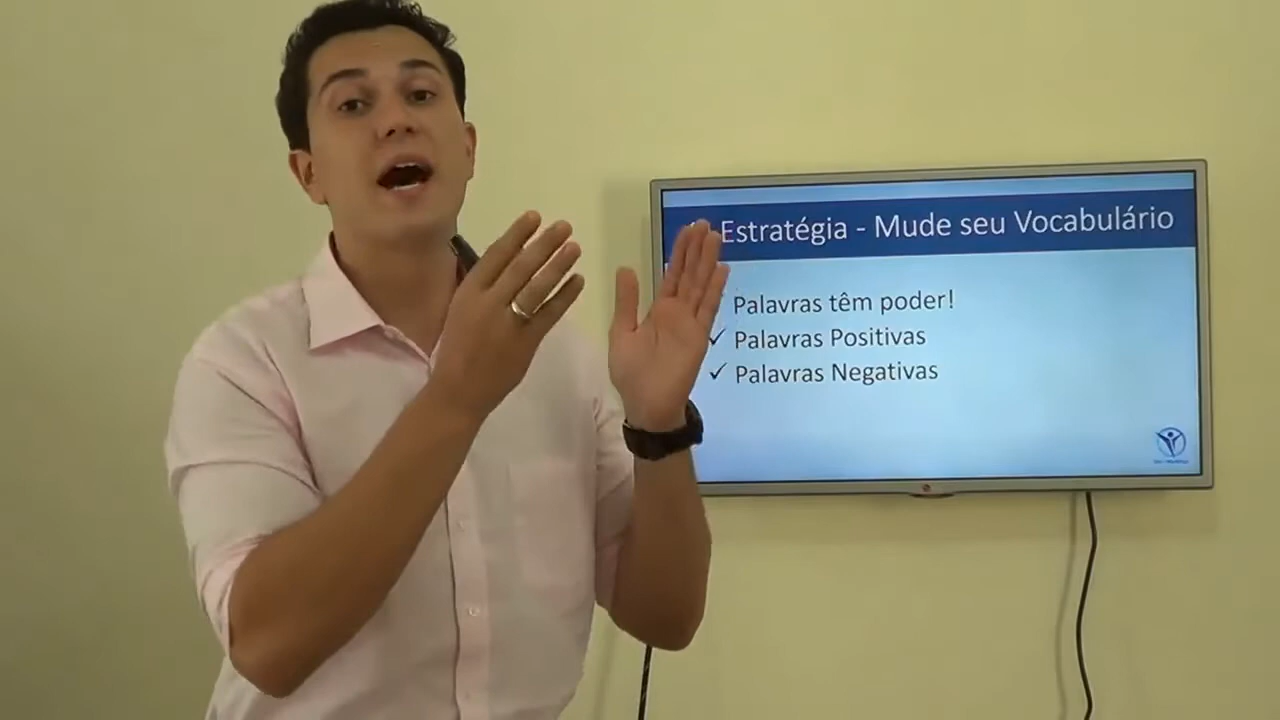 Estratégia - Mude seu Vocabulário
Palavras têm poder!
✓ Palavras Positivas
✓ Palavras Negativas